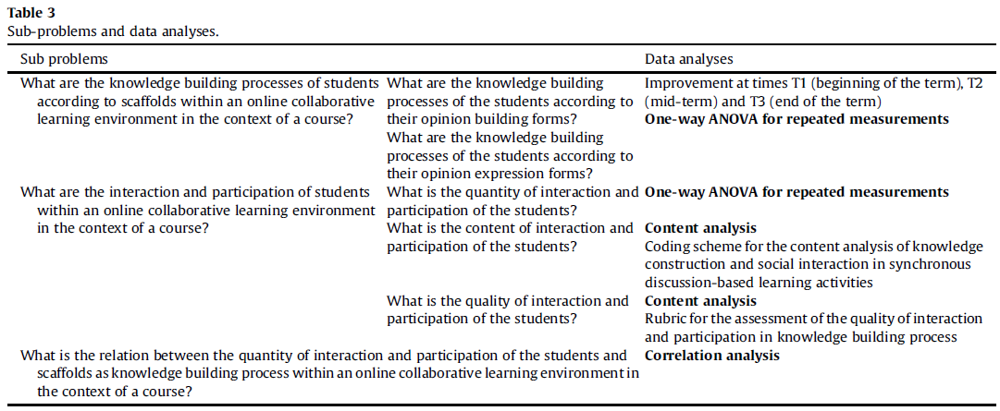 Table 3
Sub-problems and data analyses.
Sub problems
Data analyses
What are the knowledge building processes of students
according to scaffolds within an online collaborative
learning environment in the context of a course?
What are the knowledge building
processes of the students according to
their opinion building forms?
What are the knowledge building
processes of the students according to
their opinion expression forms?
Improvement at times T1 (beginning of the term), T2
(mid-term) and T3 (end of the term)
One-way ANOVA for repeated measurements
What are the interaction and participation of students
within an online collaborative learning environment
in the context of a course?
What is the quantity of interaction and
participation of the students?
One-way ANOVA for repeated measurements
What is the content of interaction and
participation of the students?
Content analysis
Coding scheme for the content analysis of knowledge
construction and social interaction in synchronous
discussion-based learning activities
What is the quality of interaction and
participation of the students?
Content analysis
Rubric for the assessment of the quality of interaction
and participation in knowledge building process
What is the relation between the quantity of interaction and participation of the students and
scaffolds as knowledge building process within an online collaborative learning environment in
the context of a course?
Correlation analysis